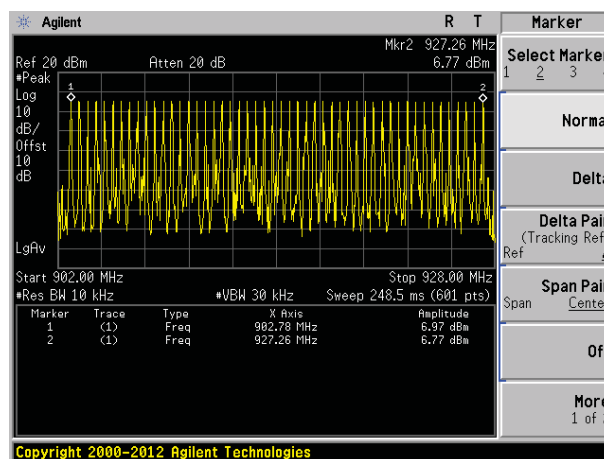 Agilent R T Marker
Mkr2 927.26 MHz
Ref 20 dBm Atten 20 dB 6.77 dBm
#Peak
Log
10
dB/
Offst
10
dB
LgAv
1
2
Start 902.00 MHz Stop 928.00 MHz
#Res BW 10 kHz #VBW 30 kHz Sweep 248.5 ms (601 pts)
Marker Trace Type X Axis Amplitude
1 (1) Freq 902.78 MHz 6.97 dBm
2 (1) Freq 927.26 MHz 6.77 dBm
Select Marker
1 2 3
Norma
Delta
Delta Pai
(Tracking Ref
Ref
Span Pai
Span Cente
Of
More
1 of
Copyright 2000-2012 Agilent Technologies